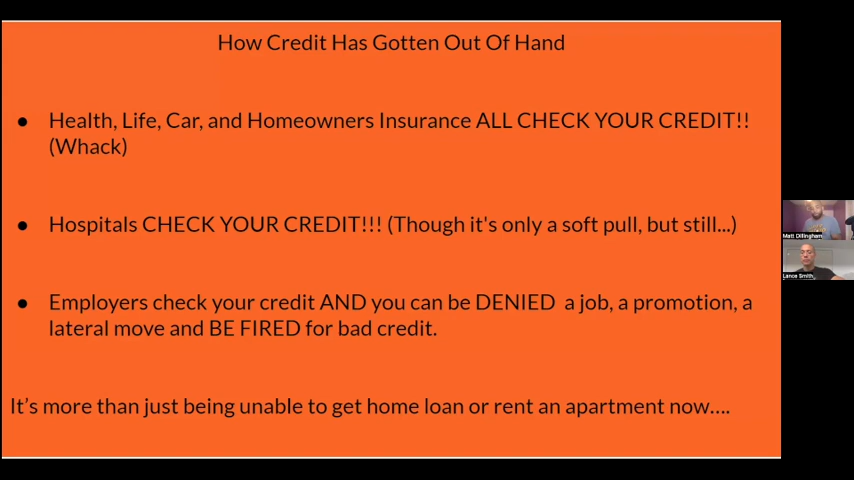 How Credit Has Gotten Out Of Hand
● Health, Life, Car, and Homeowners Insurance ALL CHECK YOUR CREDIT!!
(Whack)
● Hospitals CHECK YOUR CREDIT!!! (Though it's only a soft pull, but still...)
● Employers check your credit AND you can be DENIED a job, a promotion, a
lateral move and BE FIRED for bad credit.
It's more than just being unable to get home loan or rent an apartment now....
Matt Dillingham
Lance Smith